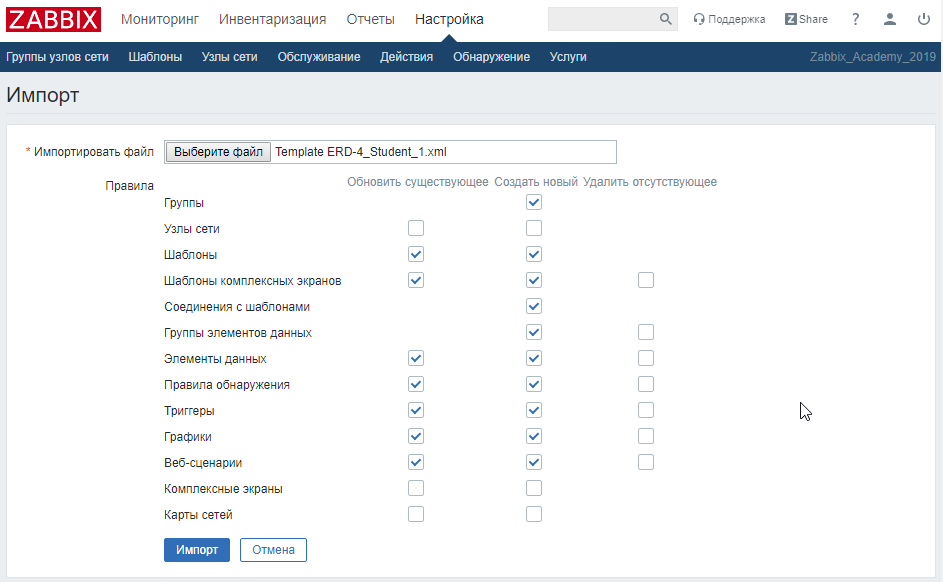 ZABBIX Мониторинг Инвентаризация Отчеты Настройка Поддержка Z Share ?
Группы узлов сети Шаблоны Узлы сети Обслуживание Действия Обнаружение Услуги Zabbix_Academy_2019
Импорт
* Импортировать файл Выберите файл Template ERD-4_Student_1.xml
Правила Обновить существующее Создать новый Удалить отсутствующее
Группы
Узлы сети
Шаблоны
Шаблоны комплексных экранов
Соединения с шаблонами
Группы элементов данных
Элементы данных
Правила обнаружения
Триггеры
Графики
Веб-сценарии
Комплексные экраны
Карты сетей
Импорт Отмена